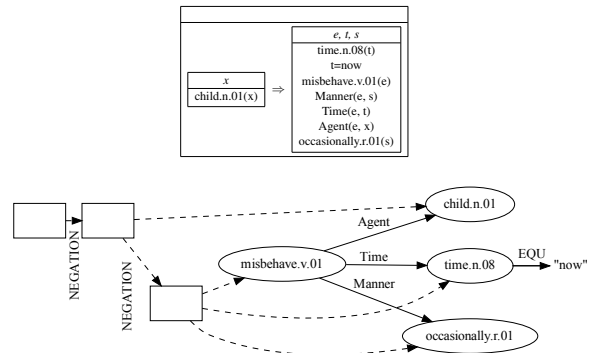 x
child.n.01(x)
⇒
e, t, s
time.n.08(t)
t=now
misbehave.v.01(e)
Manner(e, s)
Time(e, t)
Agent(e, x)
occasionally.r.01(s)
NEGATION
NEGATION
misbehave.v.01
Agent
Time
Manner
child.n.01
time.n.08
EQU
"now"
occasionally.r.01